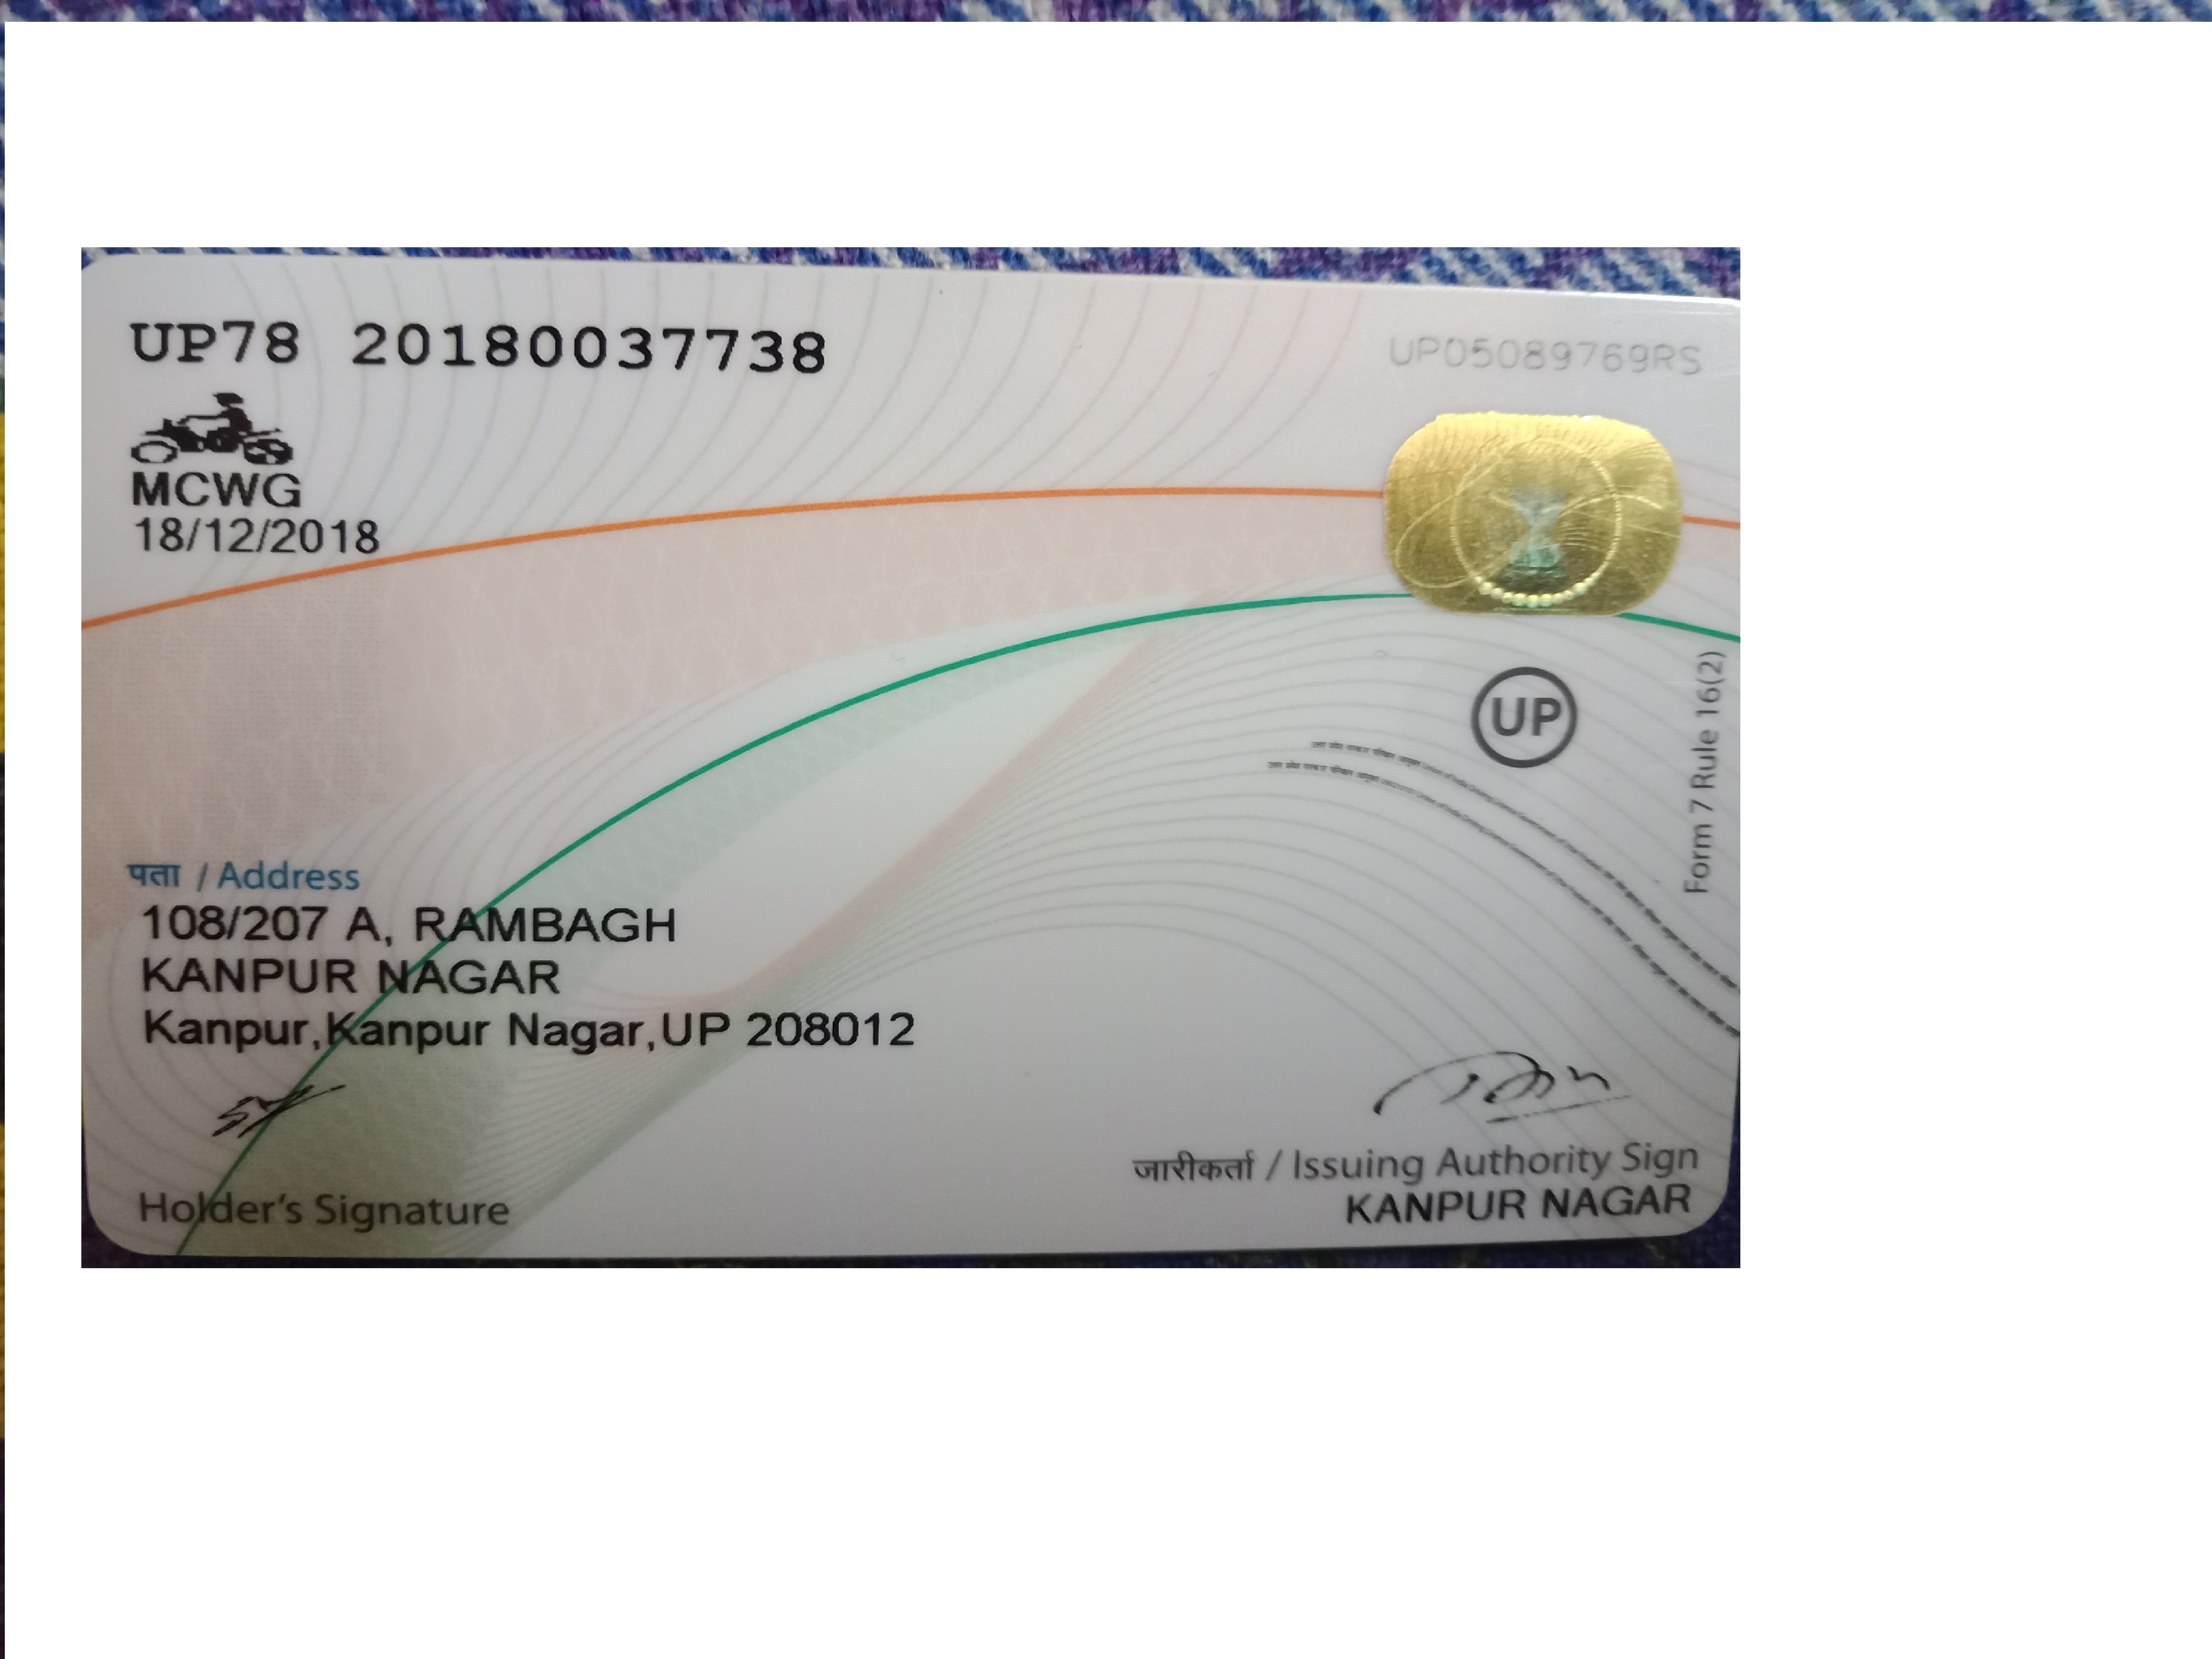 UP78 20180037738
UP05089769RS
MCWG
18/12/2018
UP
Form 7 Rule 16(2)
पता / Address
108/207 A, RAMBAGH
KANPUR NAGAR
Kanpur,Kanpur Nagar,UP 208012
जारीकर्ता / Issuing Authority Sign
KANPUR NAGAR
Holder's Signature